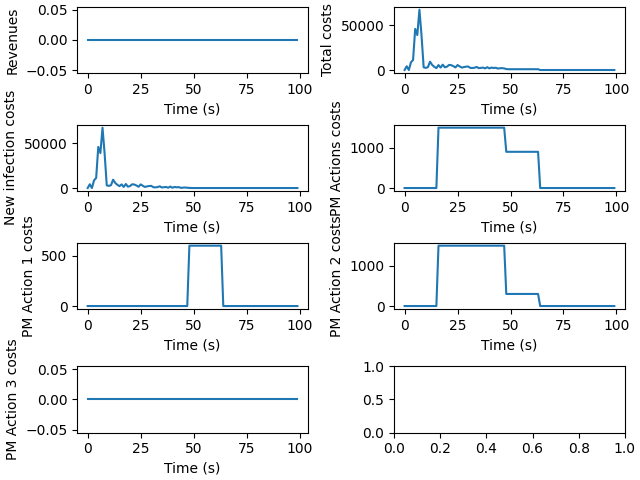 Revenues
0.05
0.00
−0.05
0 25 50 75 100
Time (s)
Total costs
50000
0
0 25 50 75 100
Time (s)
New infection costs
50000
0
0 25 50 75 100
Time (s)
PM Actions costs
1000
0
0 25 50 75 100
Time (s)
PM Action 1 costs
500
0
0 25 50 75 100
Time (s)
PM Action 2 costs
1000
0
0 25 50 75 100
Time (s)
PM Action 3 costs
0.05
0.00
−0.05
0 25 50 75 100
Time (s)
1.0
0.5
0.0
0.0 0.2 0.4 0.6 0.8 1.0